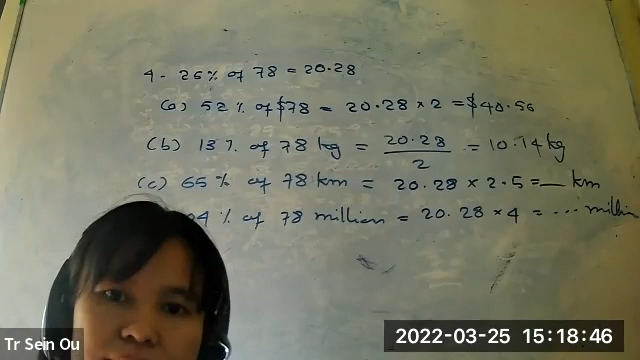 4. 26% of 78 = 20.28
(a) 52% of $78 = 20.28 × 2 = $40.56
(b) 13% of 78 kg = 20.28/2 = 10.14 kg
(c) 65% of 78 km = 20.28 × 2.5 = __ km
04% of 78 million = 20.28 × 4 = ... million
Tr Sein Ou
2022-03-25 15:18:46